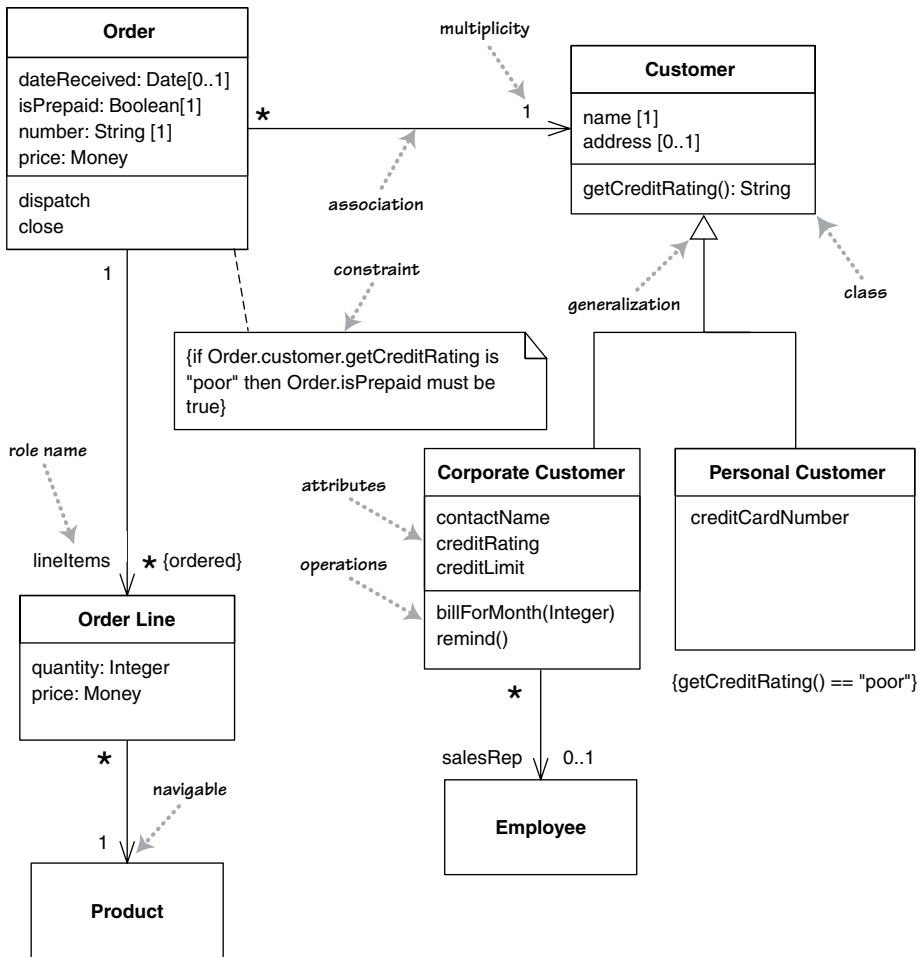 Order
dateReceived: Date[0..1]
isPrepaid: Boolean[1]
number: String [1]
price: Money
dispatch
close
multiplicity
*
1
association
Customer
name [1]
address [0..1]
getCreditRating(): String
generalization
class
1
constraint
{if Order.customer.getCreditRating is
"poor" then Order.isPrepaid must be
true}
role name
lineItems
* {ordered}
Order Line
quantity: Integer
price: Money
*
navigable
1
Product
attributes
operations
Corporate Customer
contactName
creditRating
creditLimit
billForMonth(Integer)
remind()
*
salesRep
0..1
Employee
Personal Customer
creditCardNumber
{getCreditRating() == "poor"}